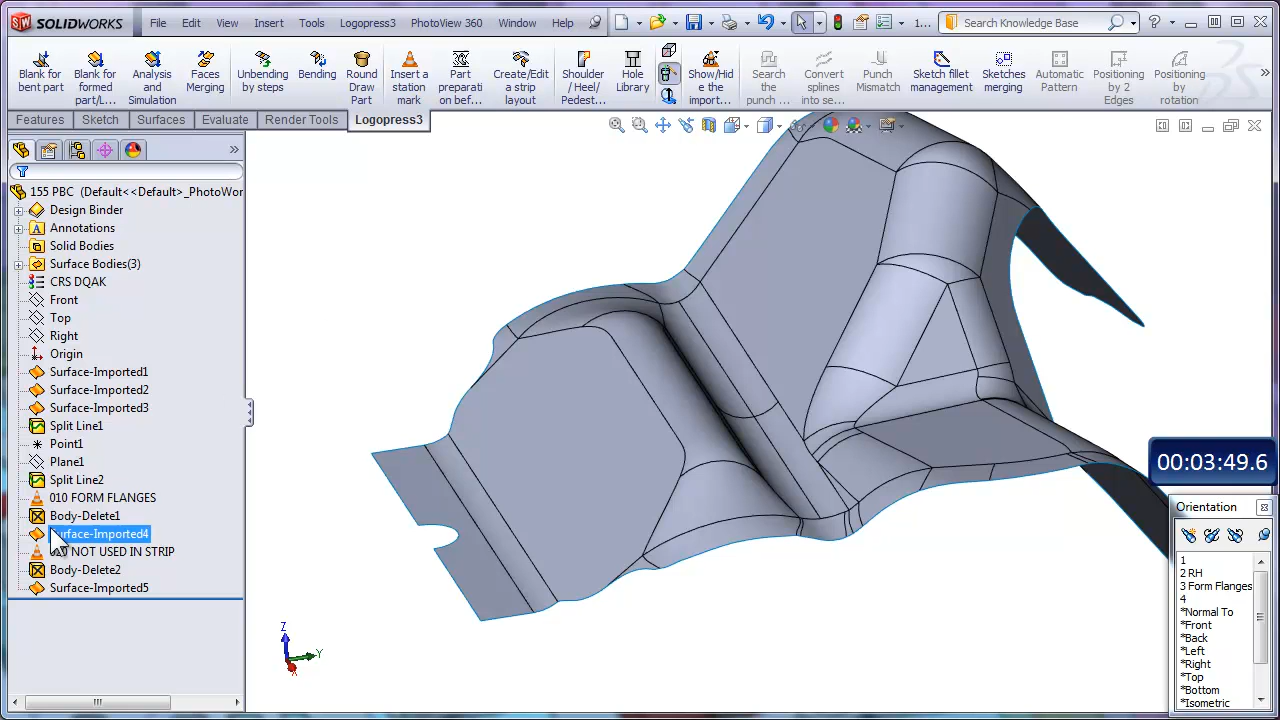 SOLIDWORKS File Edit View Insert Tools Logopress3 PhotoView 360 Window Help 1... Search Knowledge Base
Blank for bent part
Blank for formed part/L...
Analysis and Simulation
Faces Merging
Unbending by steps
Bending
Round Draw Part
Insert a station mark
Part preparati on bef...
Create/Edit a strip layout
Shoulder / Heel / Pedest...
Hole Library
Show/Hid e the import...
Search the punch ...
Convert splines into se...
Punch Mismatch
Sketch fillet management
Sketches merging
Automatic Pattern
Positioning by 2 Edges
Positioning by rotation
Features Sketch Surfaces Evaluate Render Tools Logopress3
155 PBC (Default<<Default>_PhotoWor
Design Binder
Annotations
Solid Bodies
Surface Bodies(3)
CRS DQAK
Front
Top
Right
Origin
Surface-Imported1
Surface-Imported2
Surface-Imported3
Split Line1
Point1
Plane1
Split Line2
010 FORM FLANGES
Body-Delete1
urface-Imported4
NOT USED IN STRIP
Body-Delete2
Surface-Imported5
Z
Y
X
00:03:49.6
Orientation
1
2 RH
3 Form Flanges
4
*Normal To
*Front
*Back
*Left
*Right
*Top
*Bottom
*Isometric